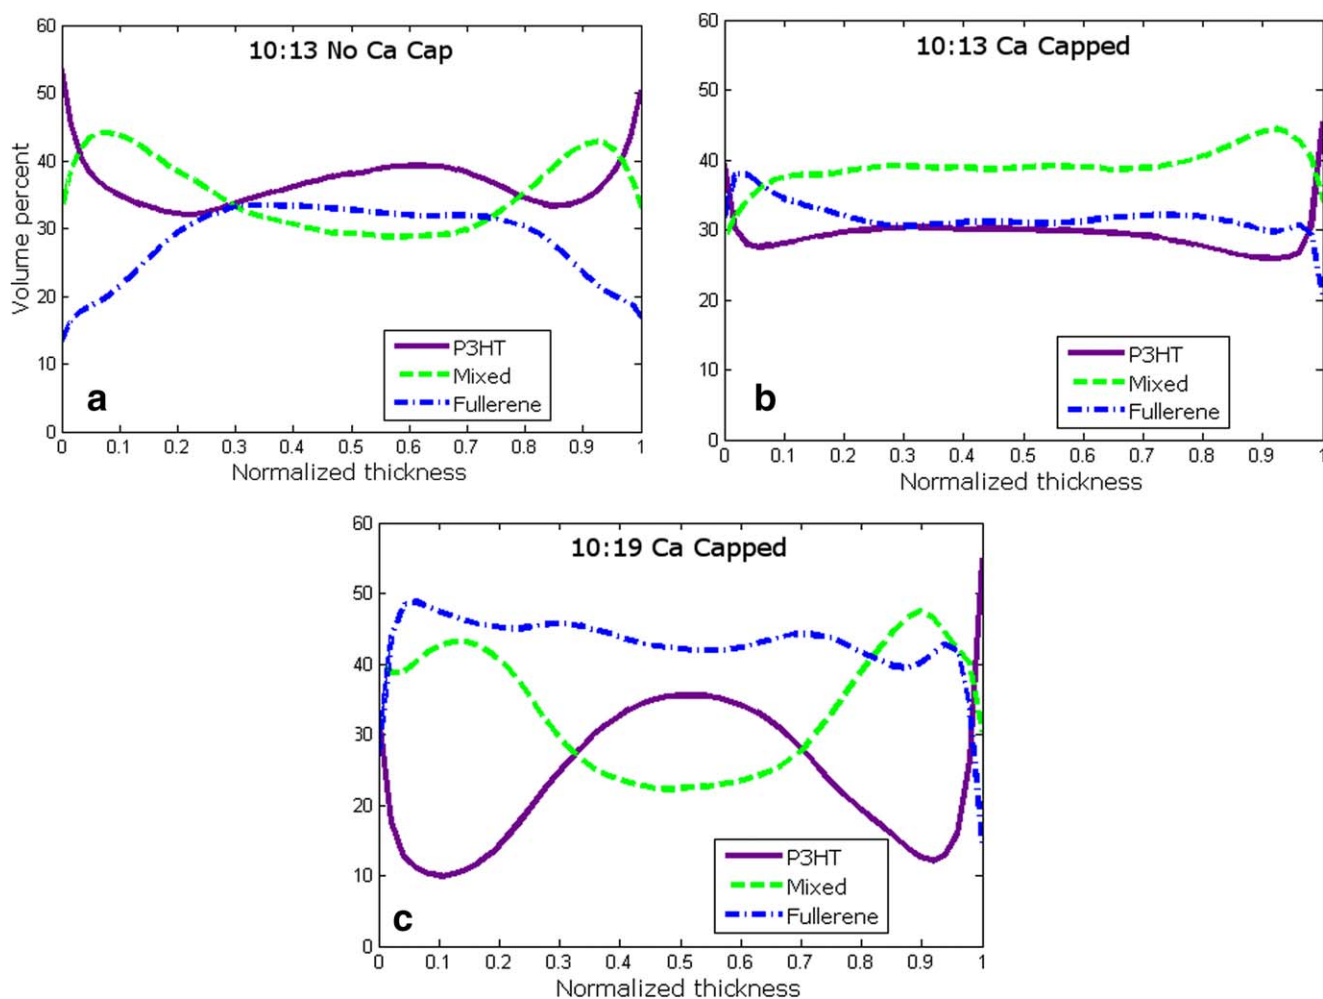 10:13 No Ca Cap
Volume percent
60
50
40
30
20
10
0
P3HT
Mixed
Fullerene
a
0 0.1 0.2 0.3 0.4 0.5 0.6 0.7 0.8 0.9 1
Normalized thickness
10:13 Ca Capped
60
50
40
30
20
10
0
P3HT
Mixed
Fullerene
b
0 0.1 0.2 0.3 0.4 0.5 0.6 0.7 0.8 0.9 1
Normalized thickness
10:19 Ca Capped
60
50
40
30
20
10
0
P3HT
Mixed
Fullerene
c
0 0.1 0.2 0.3 0.4 0.5 0.6 0.7 0.8 0.9 1
Normalized thickness